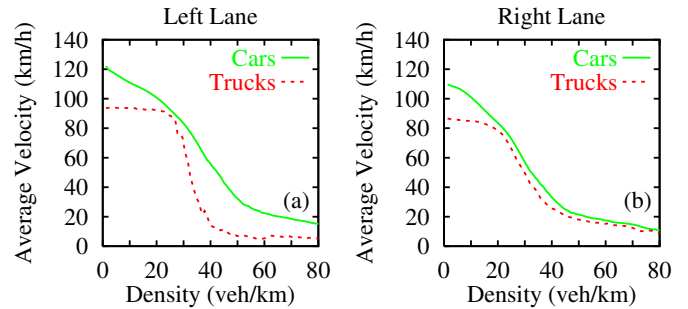 Left Lane
140
120
100
80
60
40
20
0
Average Velocity (km/h)
Cars
Trucks
(a)
0 20 40 60 80
Density (veh/km)
Right Lane
140
120
100
80
60
40
20
0
Average Velocity (km/h)
Cars
Trucks
(b)
0 20 40 60 80
Density (veh/km)